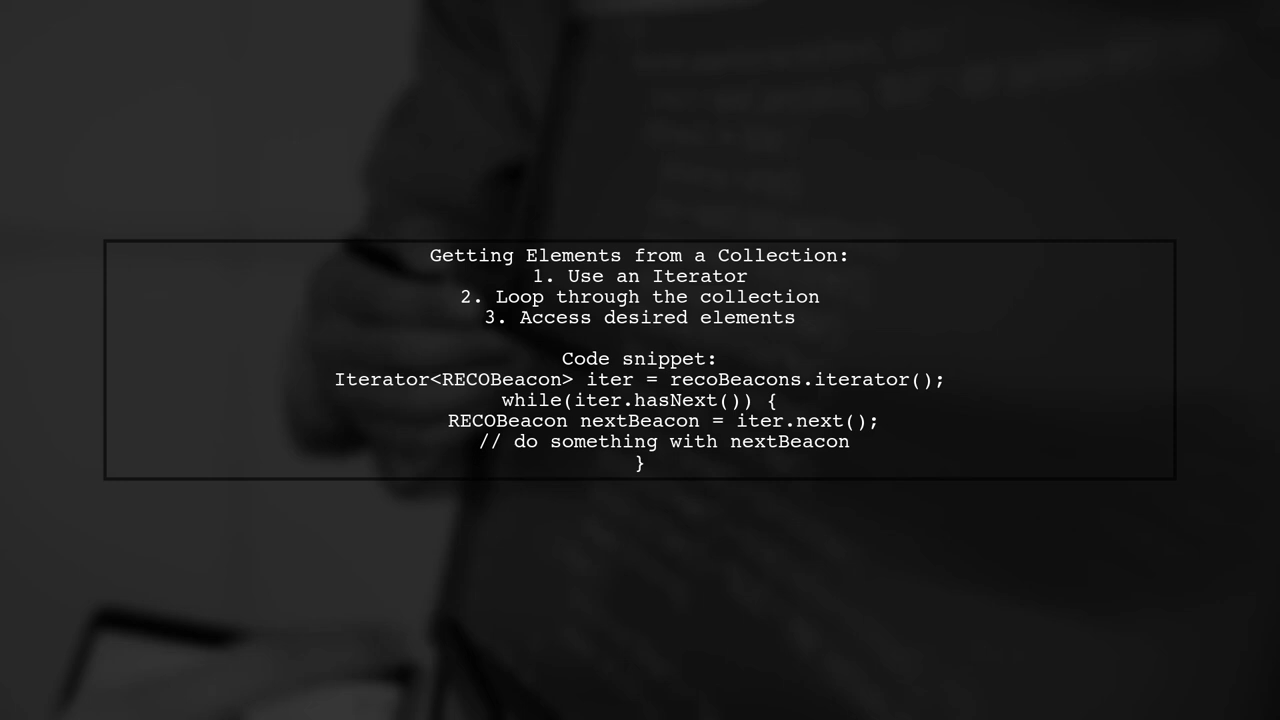 Getting Elements from a Collection:
1. Use an Iterator
2. Loop through the collection
3. Access desired elements
Code snippet:
Iterator<RECOBeacon> iter = recoBeacons.iterator();
while(iter.hasNext()) {
RECOBeacon nextBeacon = iter.next();
// do something with nextBeacon
}